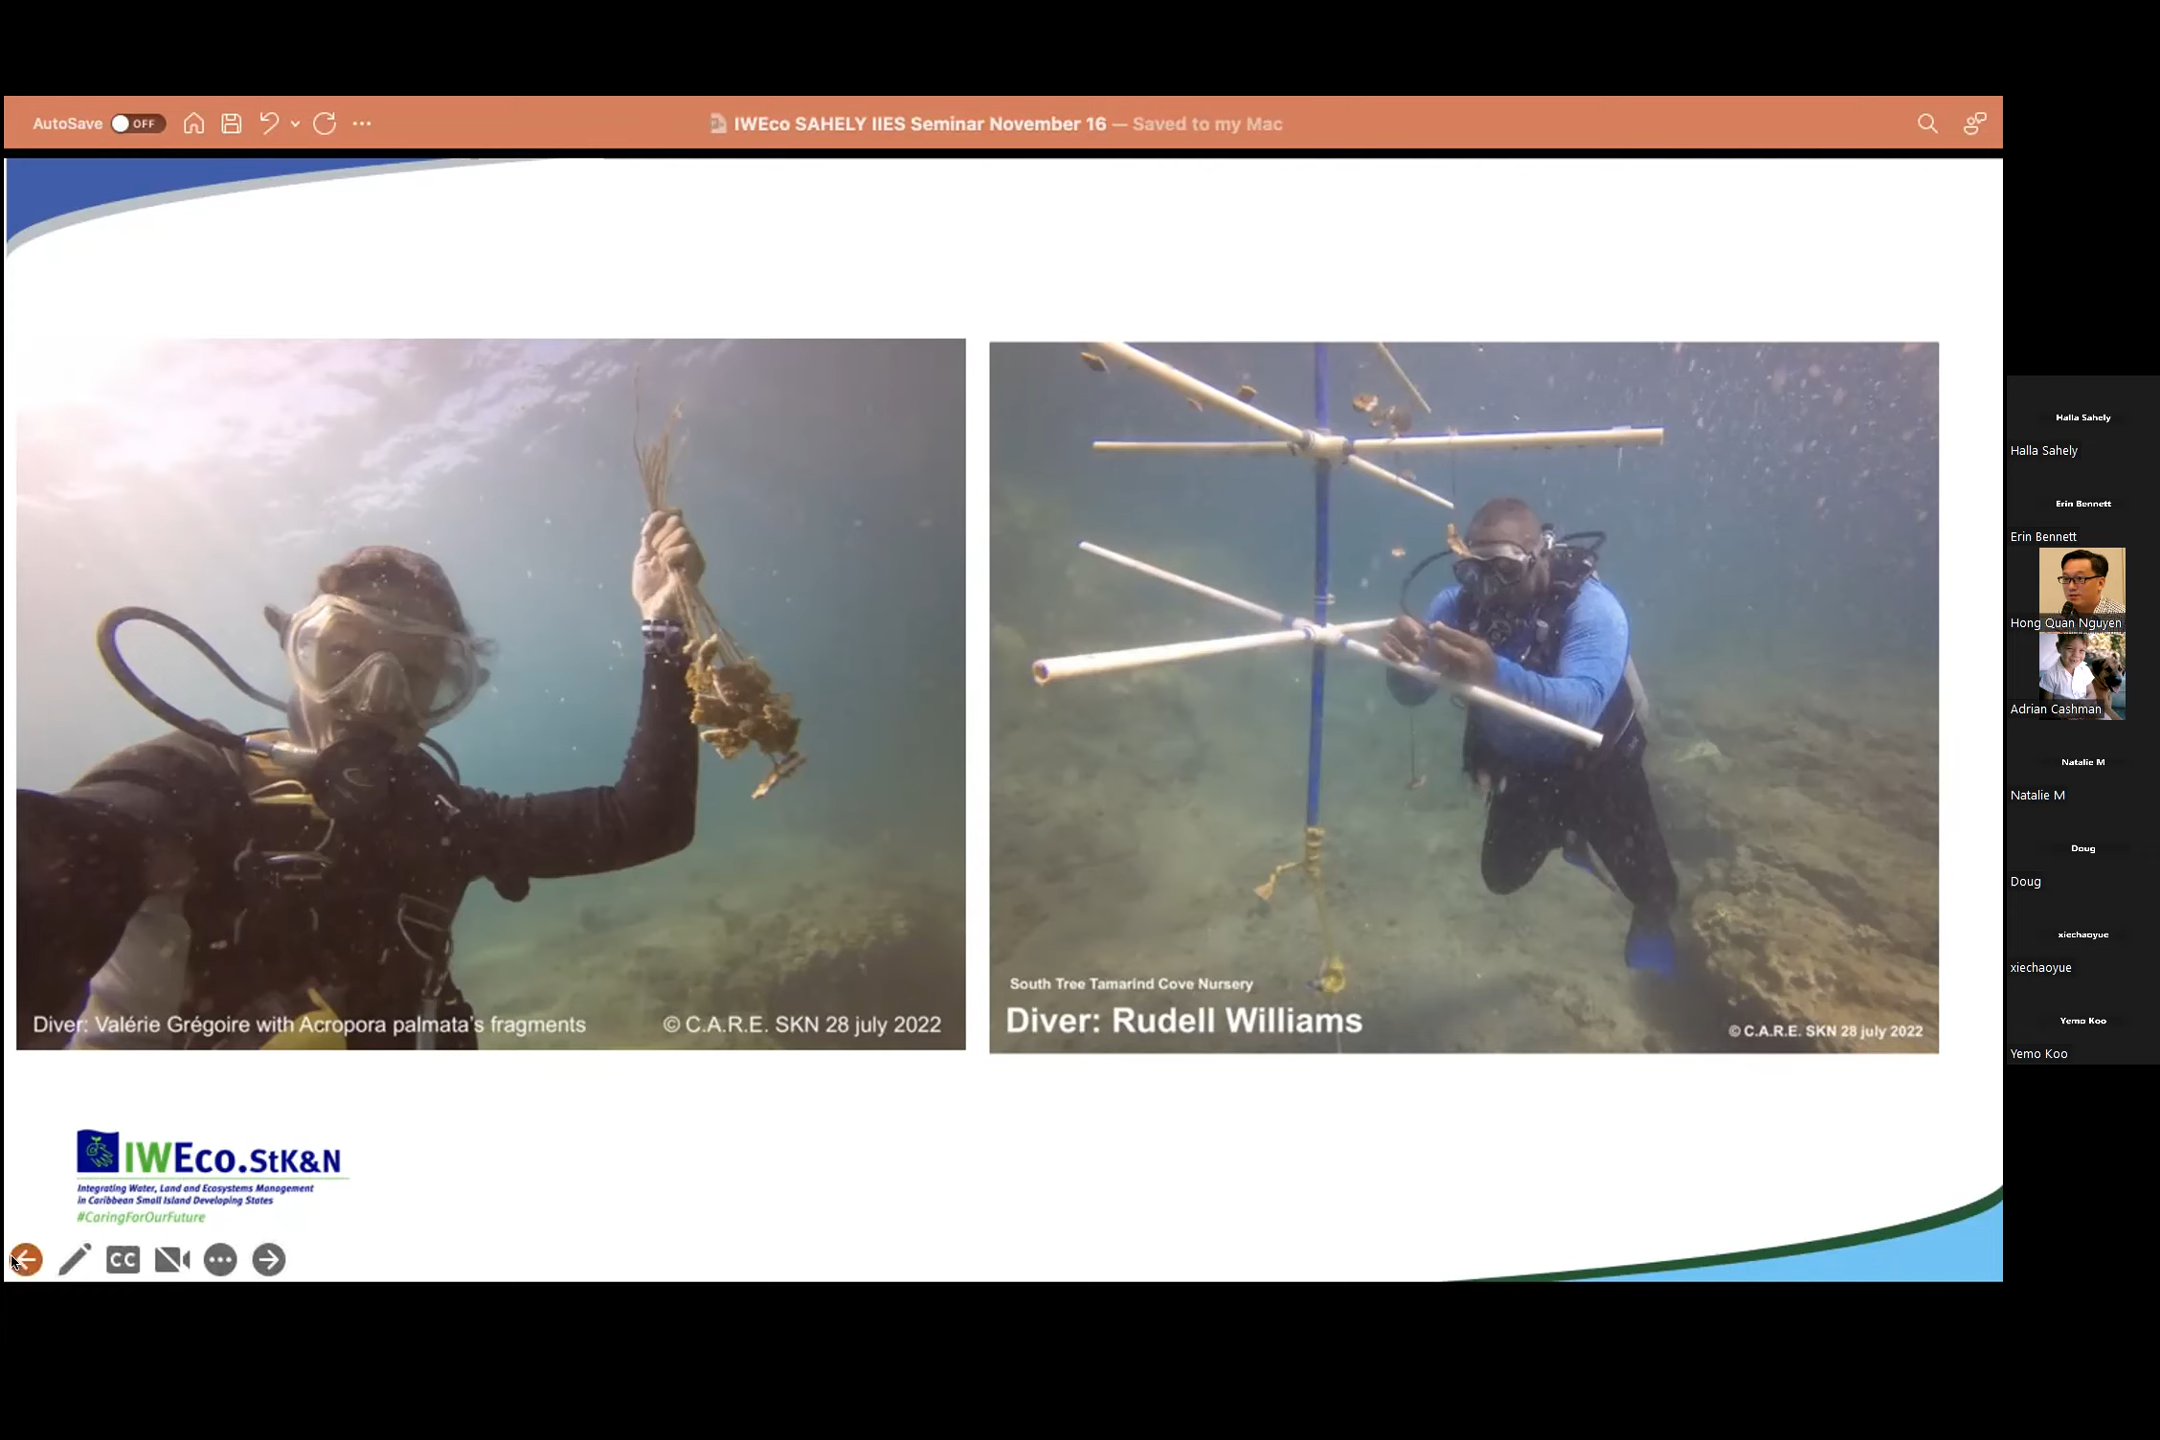 AutoSave OFF
IWEco SAHELY IIES Seminar November 16 — Saved to my Mac
Diver: Valérie Grégoire with Acropora palmata's fragments
© C.A.R.E. SKN 28 july 2022
South Tree Tamarind Cove Nursery
Diver: Rudell Williams
© C.A.R.E. SKN 28 july 2022
IWEco.StK&N
Integrating Water, Land and Ecosystems Management
in Caribbean Small Island Developing States
#CaringForOurFuture
CC
Halla Sahely
Halla Sahely
Erin Bennett
Erin Bennett
Hong Quan Nguyen
Adrian Cashman
Natalie M
Natalie M
Doug
Doug
xiechaoyue
xiechaoyue
Yemo Koo
Yemo Koo